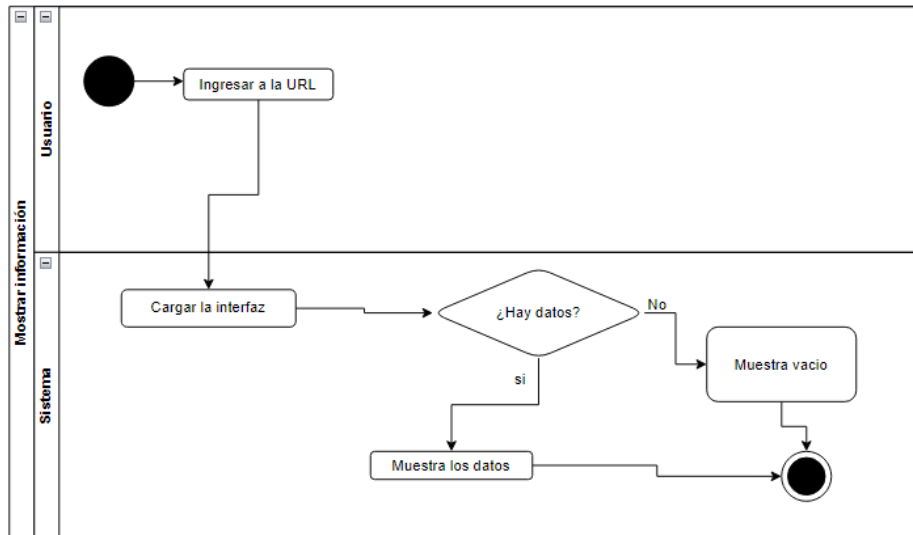 Mostrar información
Usuario
Ingresar a la URL
Sistema
Cargar la interfaz
¿Hay datos?
No
Muestra vacio
si
Muestra los datos